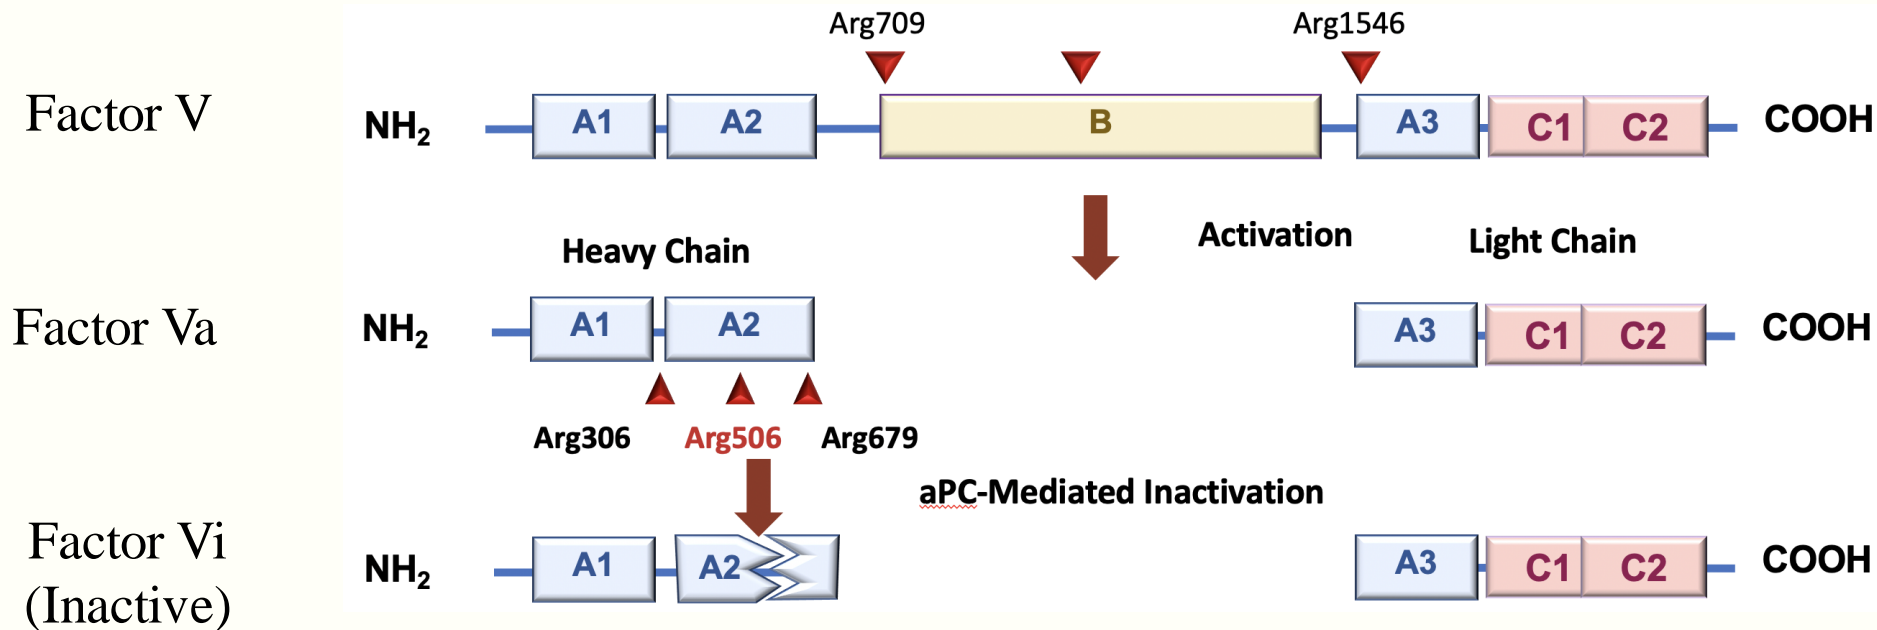 Arg709
Arg1546
Factor V
NH2
A1
A2
B
A3
C1
C2
COOH
Activation
Heavy Chain
Light Chain
Factor Va
NH2
A1
A2
A3
C1
C2
COOH
Arg306
Arg506
Arg679
aPC-Mediated Inactivation
Factor Vi
(Inactive)
NH2
A1
A2
A3
C1
C2
COOH